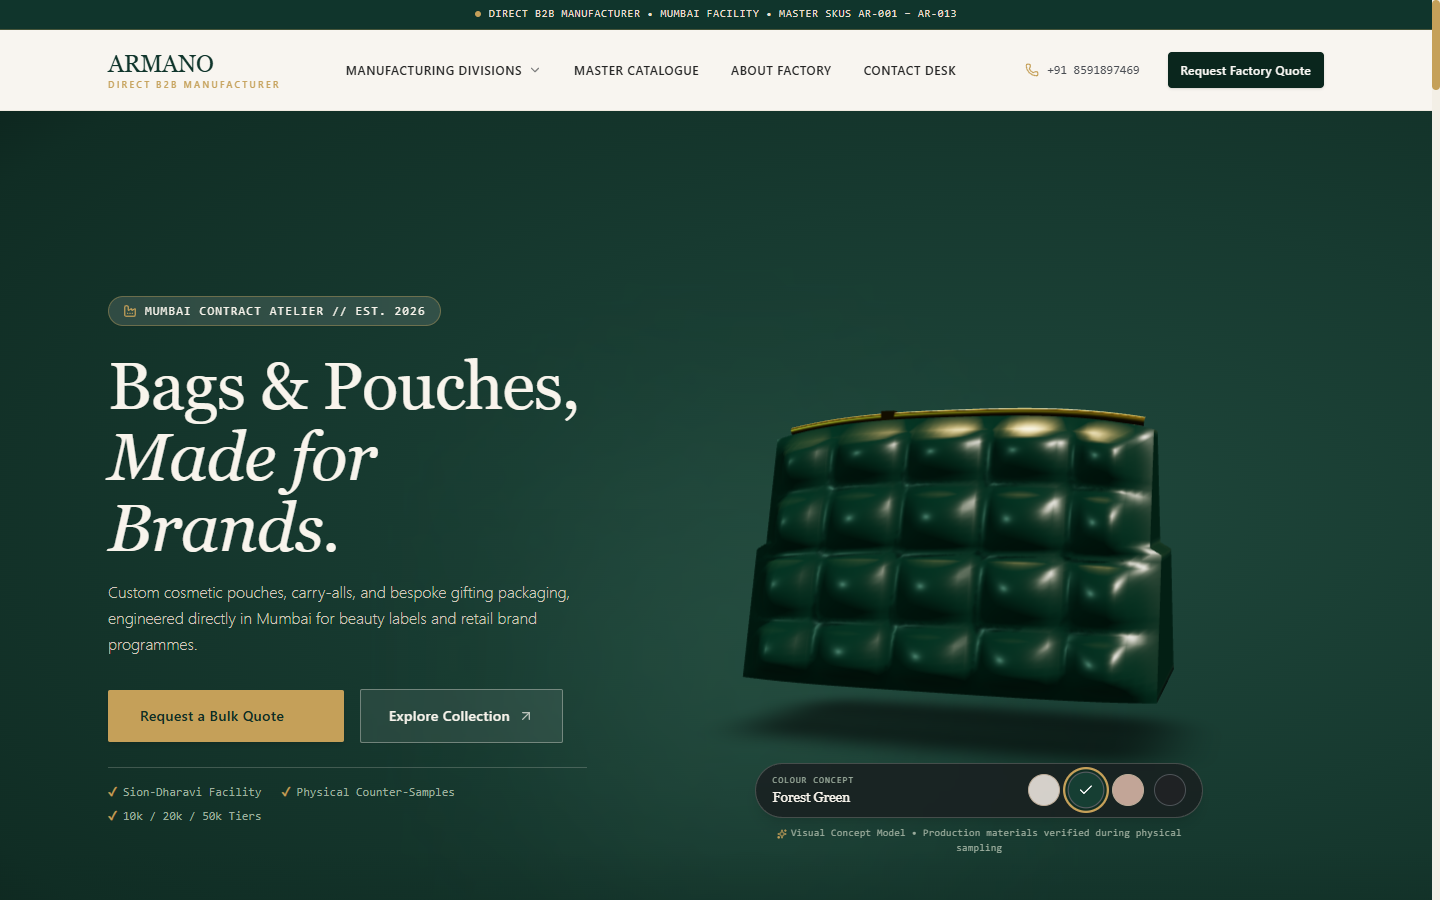 DIRECT B2B MANUFACTURER • MUMBAI FACILITY • MASTER SKUS AR-001 – AR-013
ARMANO
DIRECT B2B MANUFACTURER
MANUFACTURING DIVISIONS
MASTER CATALOGUE
ABOUT FACTORY
CONTACT DESK
+91 8591897469
Request Factory Quote
MUMBAI CONTRACT ATELIER // EST. 2026
Bags & Pouches,
Made for
Brands.
Custom cosmetic pouches, carry-alls, and bespoke gifting packaging,
engineered directly in Mumbai for beauty labels and retail brand
programmes.
Request a Bulk Quote
Explore Collection
✓ Sion-Dharavi Facility
✓ Physical Counter-Samples
✓ 10k / 20k / 50k Tiers
COLOUR CONCEPT
Forest Green
Visual Concept Model • Production materials verified during physical
sampling